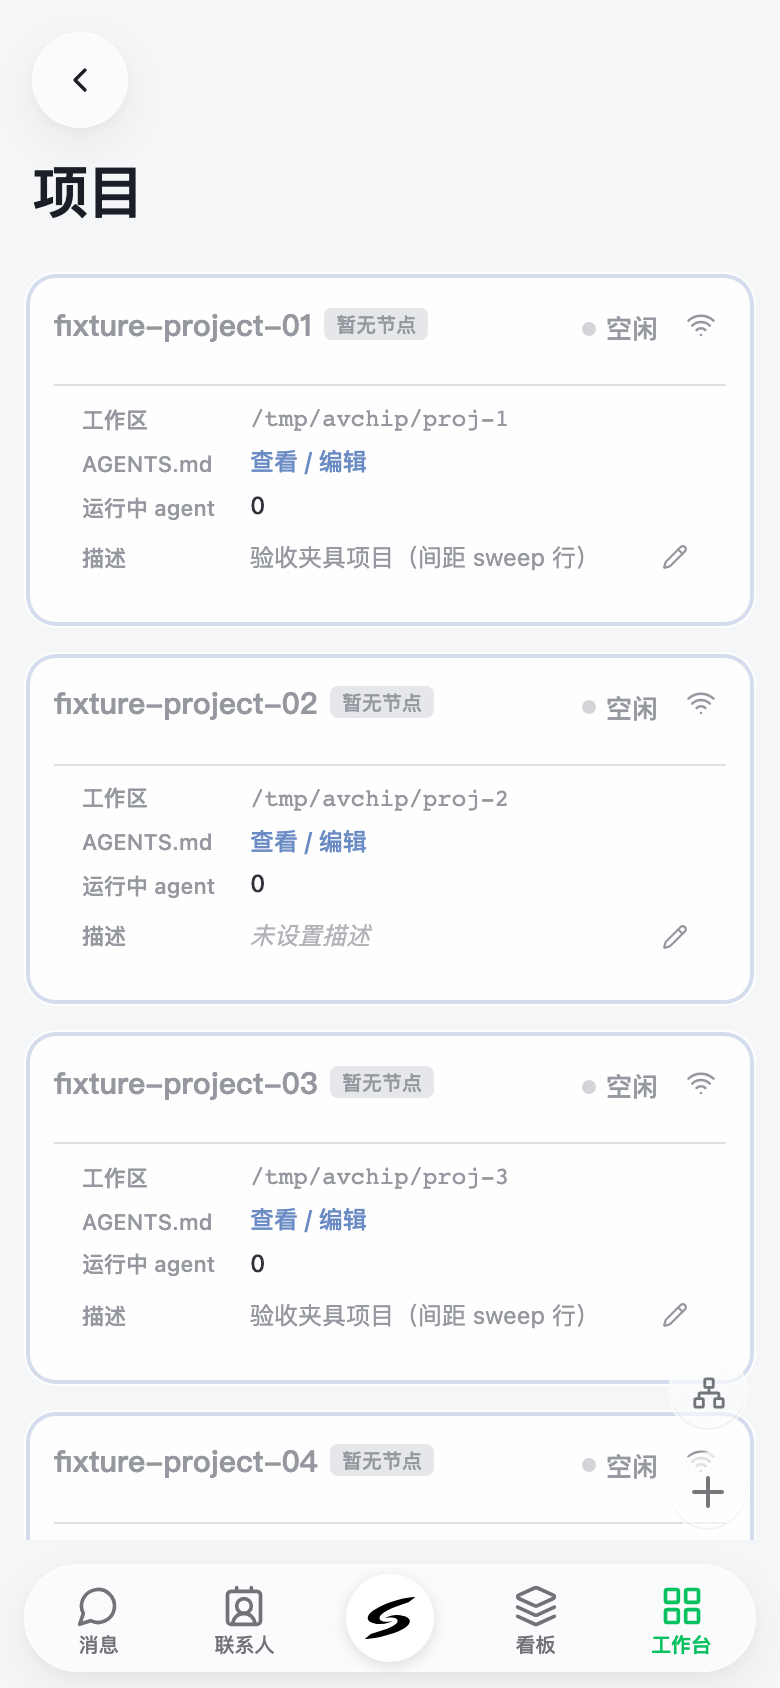 项目
fixture-project-01 暂无节点 空闲
工作区 /tmp/avchip/proj-1
AGENTS.md 查看 / 编辑
运行中 agent 0
描述 验收夹具项目（间距 sweep 行）
fixture-project-02 暂无节点 空闲
工作区 /tmp/avchip/proj-2
AGENTS.md 查看 / 编辑
运行中 agent 0
描述 未设置描述
fixture-project-03 暂无节点 空闲
工作区 /tmp/avchip/proj-3
AGENTS.md 查看 / 编辑
运行中 agent 0
描述 验收夹具项目（间距 sweep 行）
fixture-project-04 暂无节点 空闲
消息 联系人 看板 工作台